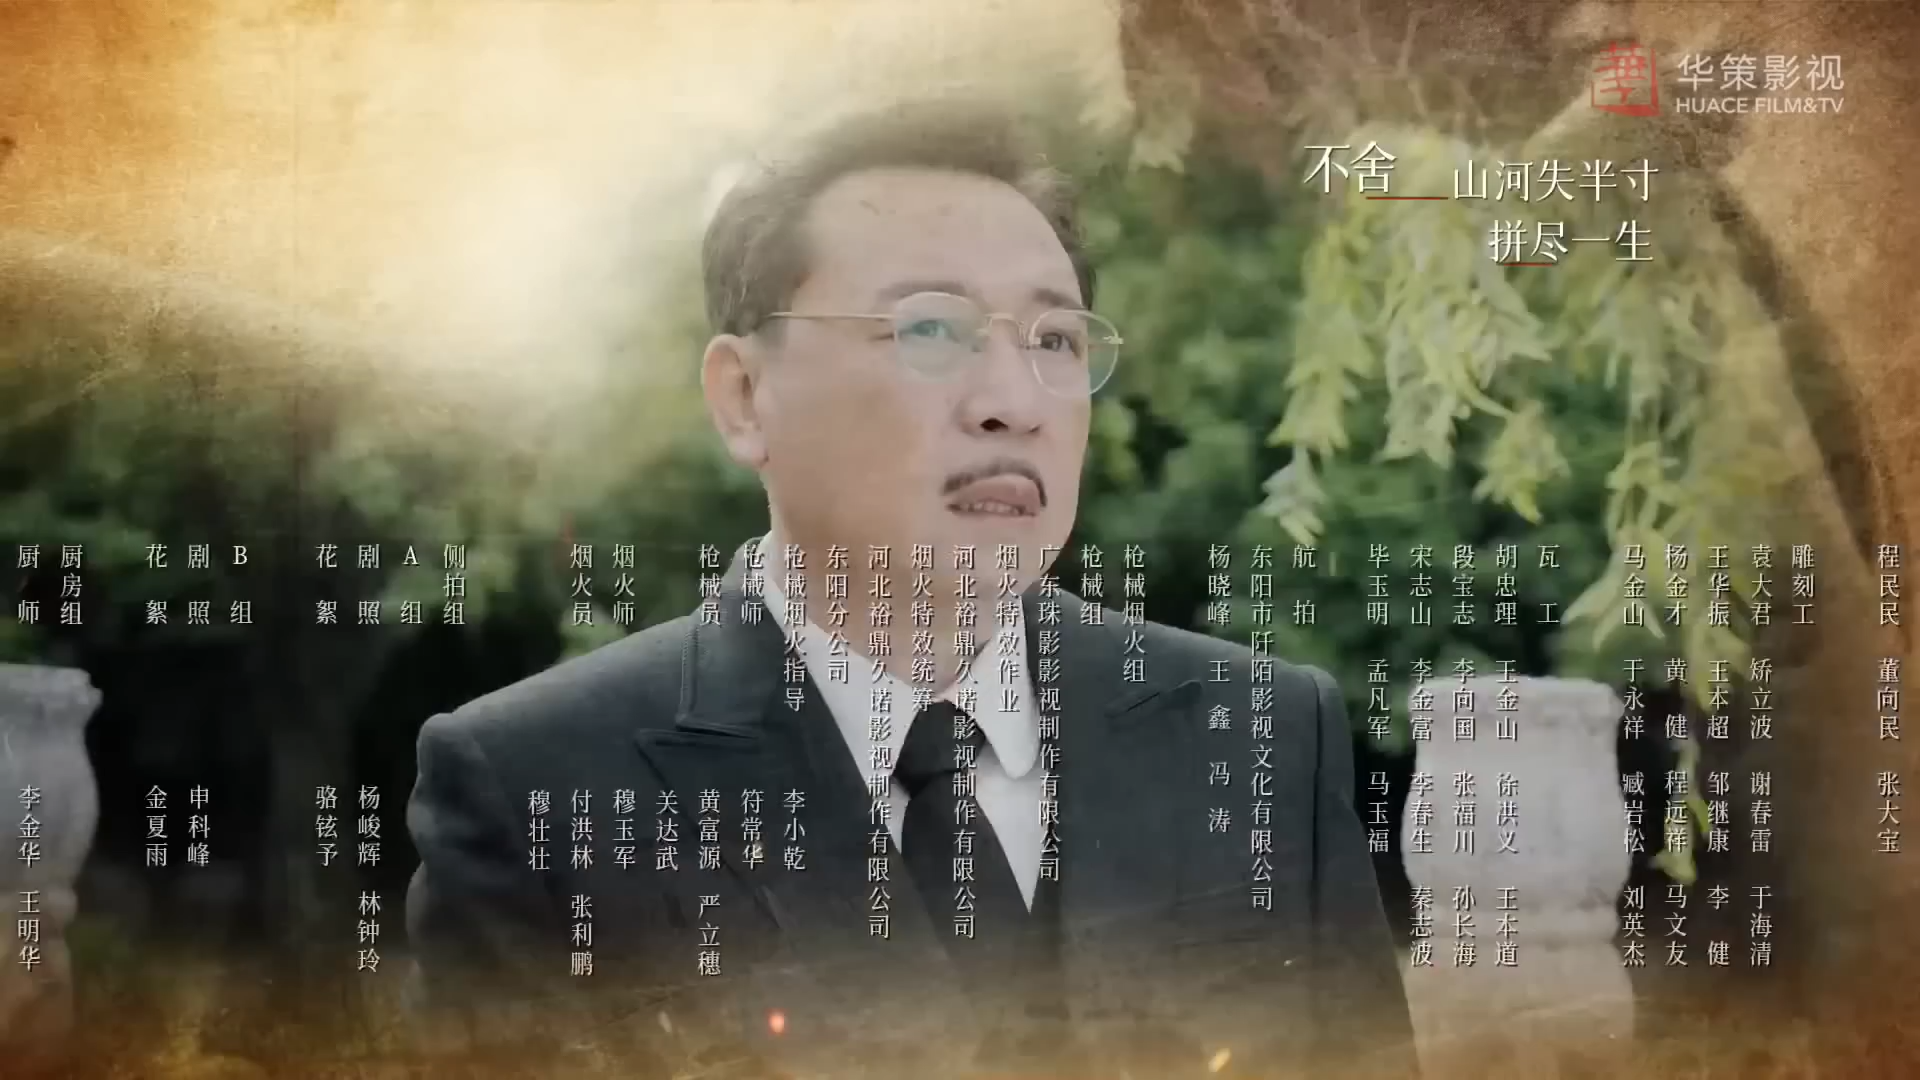 华策影视
HUACE FILM&TV
不舍 山河失半寸
拼尽一生
程民民 董向民 张大宝
雕刻工
袁大君 矫立波 谢春雷 于海清
王华振 王本超 邹继康 李健
杨金才 黄健 程远祥 马文友
马金山 于永祥 臧岩松 刘英杰
瓦工
胡忠理 王金山 徐洪义 王本道
段宝志 李向国 张福川 孙长海
宋志山 李金富 李春生 秦志波
毕玉明 孟凡军 马玉福
航拍
东阳市阡陌影视文化有限公司
杨晓峰 王鑫 冯涛
枪械烟火组
枪械组
广东珠影影视制作有限公司
烟火特效作业
河北裕鼎久诺影视制作有限公司
烟火特效统筹
河北裕鼎久诺影视制作有限公司
东阳分公司
枪械烟火指导 李小乾
枪械师 符常华
枪械员 黄富源 严立穗
关达武
烟火师 穆玉军
烟火员 付洪林 张利鹏
穆壮壮
侧拍组
A组
剧照 杨峻辉 林钟玲
花絮 骆铉予
B组
剧照 申科峰
花絮 金夏雨
厨房组
厨师 李金华 王明华